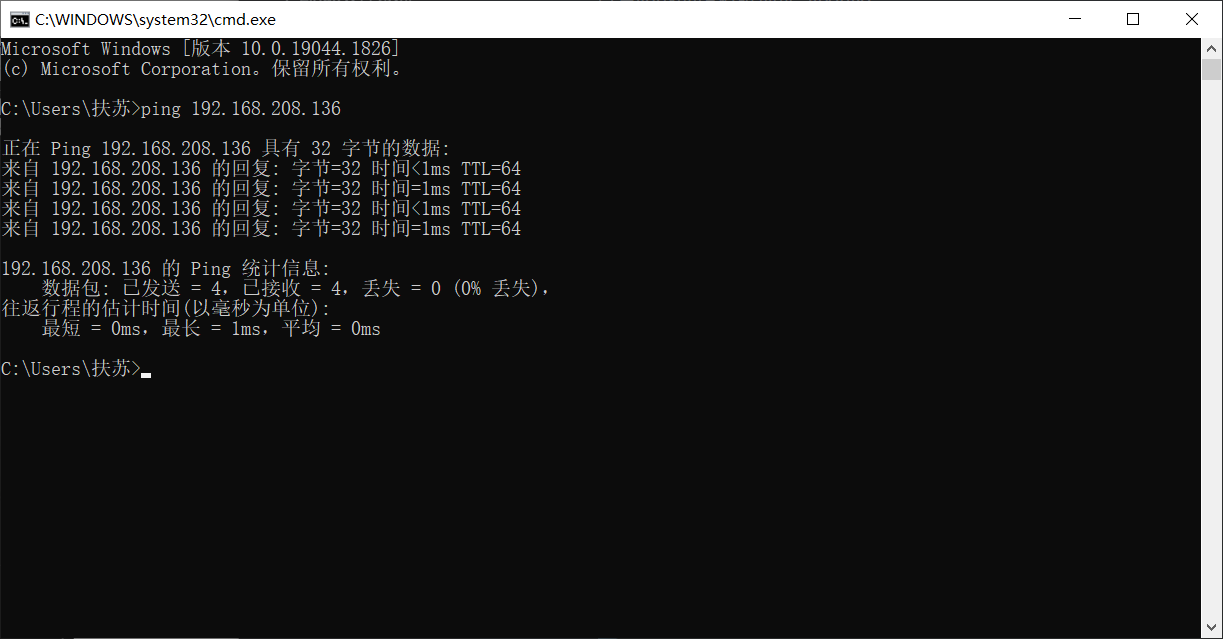 C:\WINDOWS\system32\cmd.exe
Microsoft Windows [版本 10.0.19044.1826]
(c) Microsoft Corporation。保留所有权利。
C:\Users\扶苏>ping 192.168.208.136
正在 Ping 192.168.208.136 具有 32 字节的数据:
来自 192.168.208.136 的回复: 字节=32 时间<1ms TTL=64
来自 192.168.208.136 的回复: 字节=32 时间=1ms TTL=64
来自 192.168.208.136 的回复: 字节=32 时间<1ms TTL=64
来自 192.168.208.136 的回复: 字节=32 时间=1ms TTL=64
192.168.208.136 的 Ping 统计信息:
数据包: 已发送 = 4，已接收 = 4，丢失 = 0 (0% 丢失)，
往返行程的估计时间(以毫秒为单位):
最短 = 0ms，最长 = 1ms，平均 = 0ms
C:\Users\扶苏>